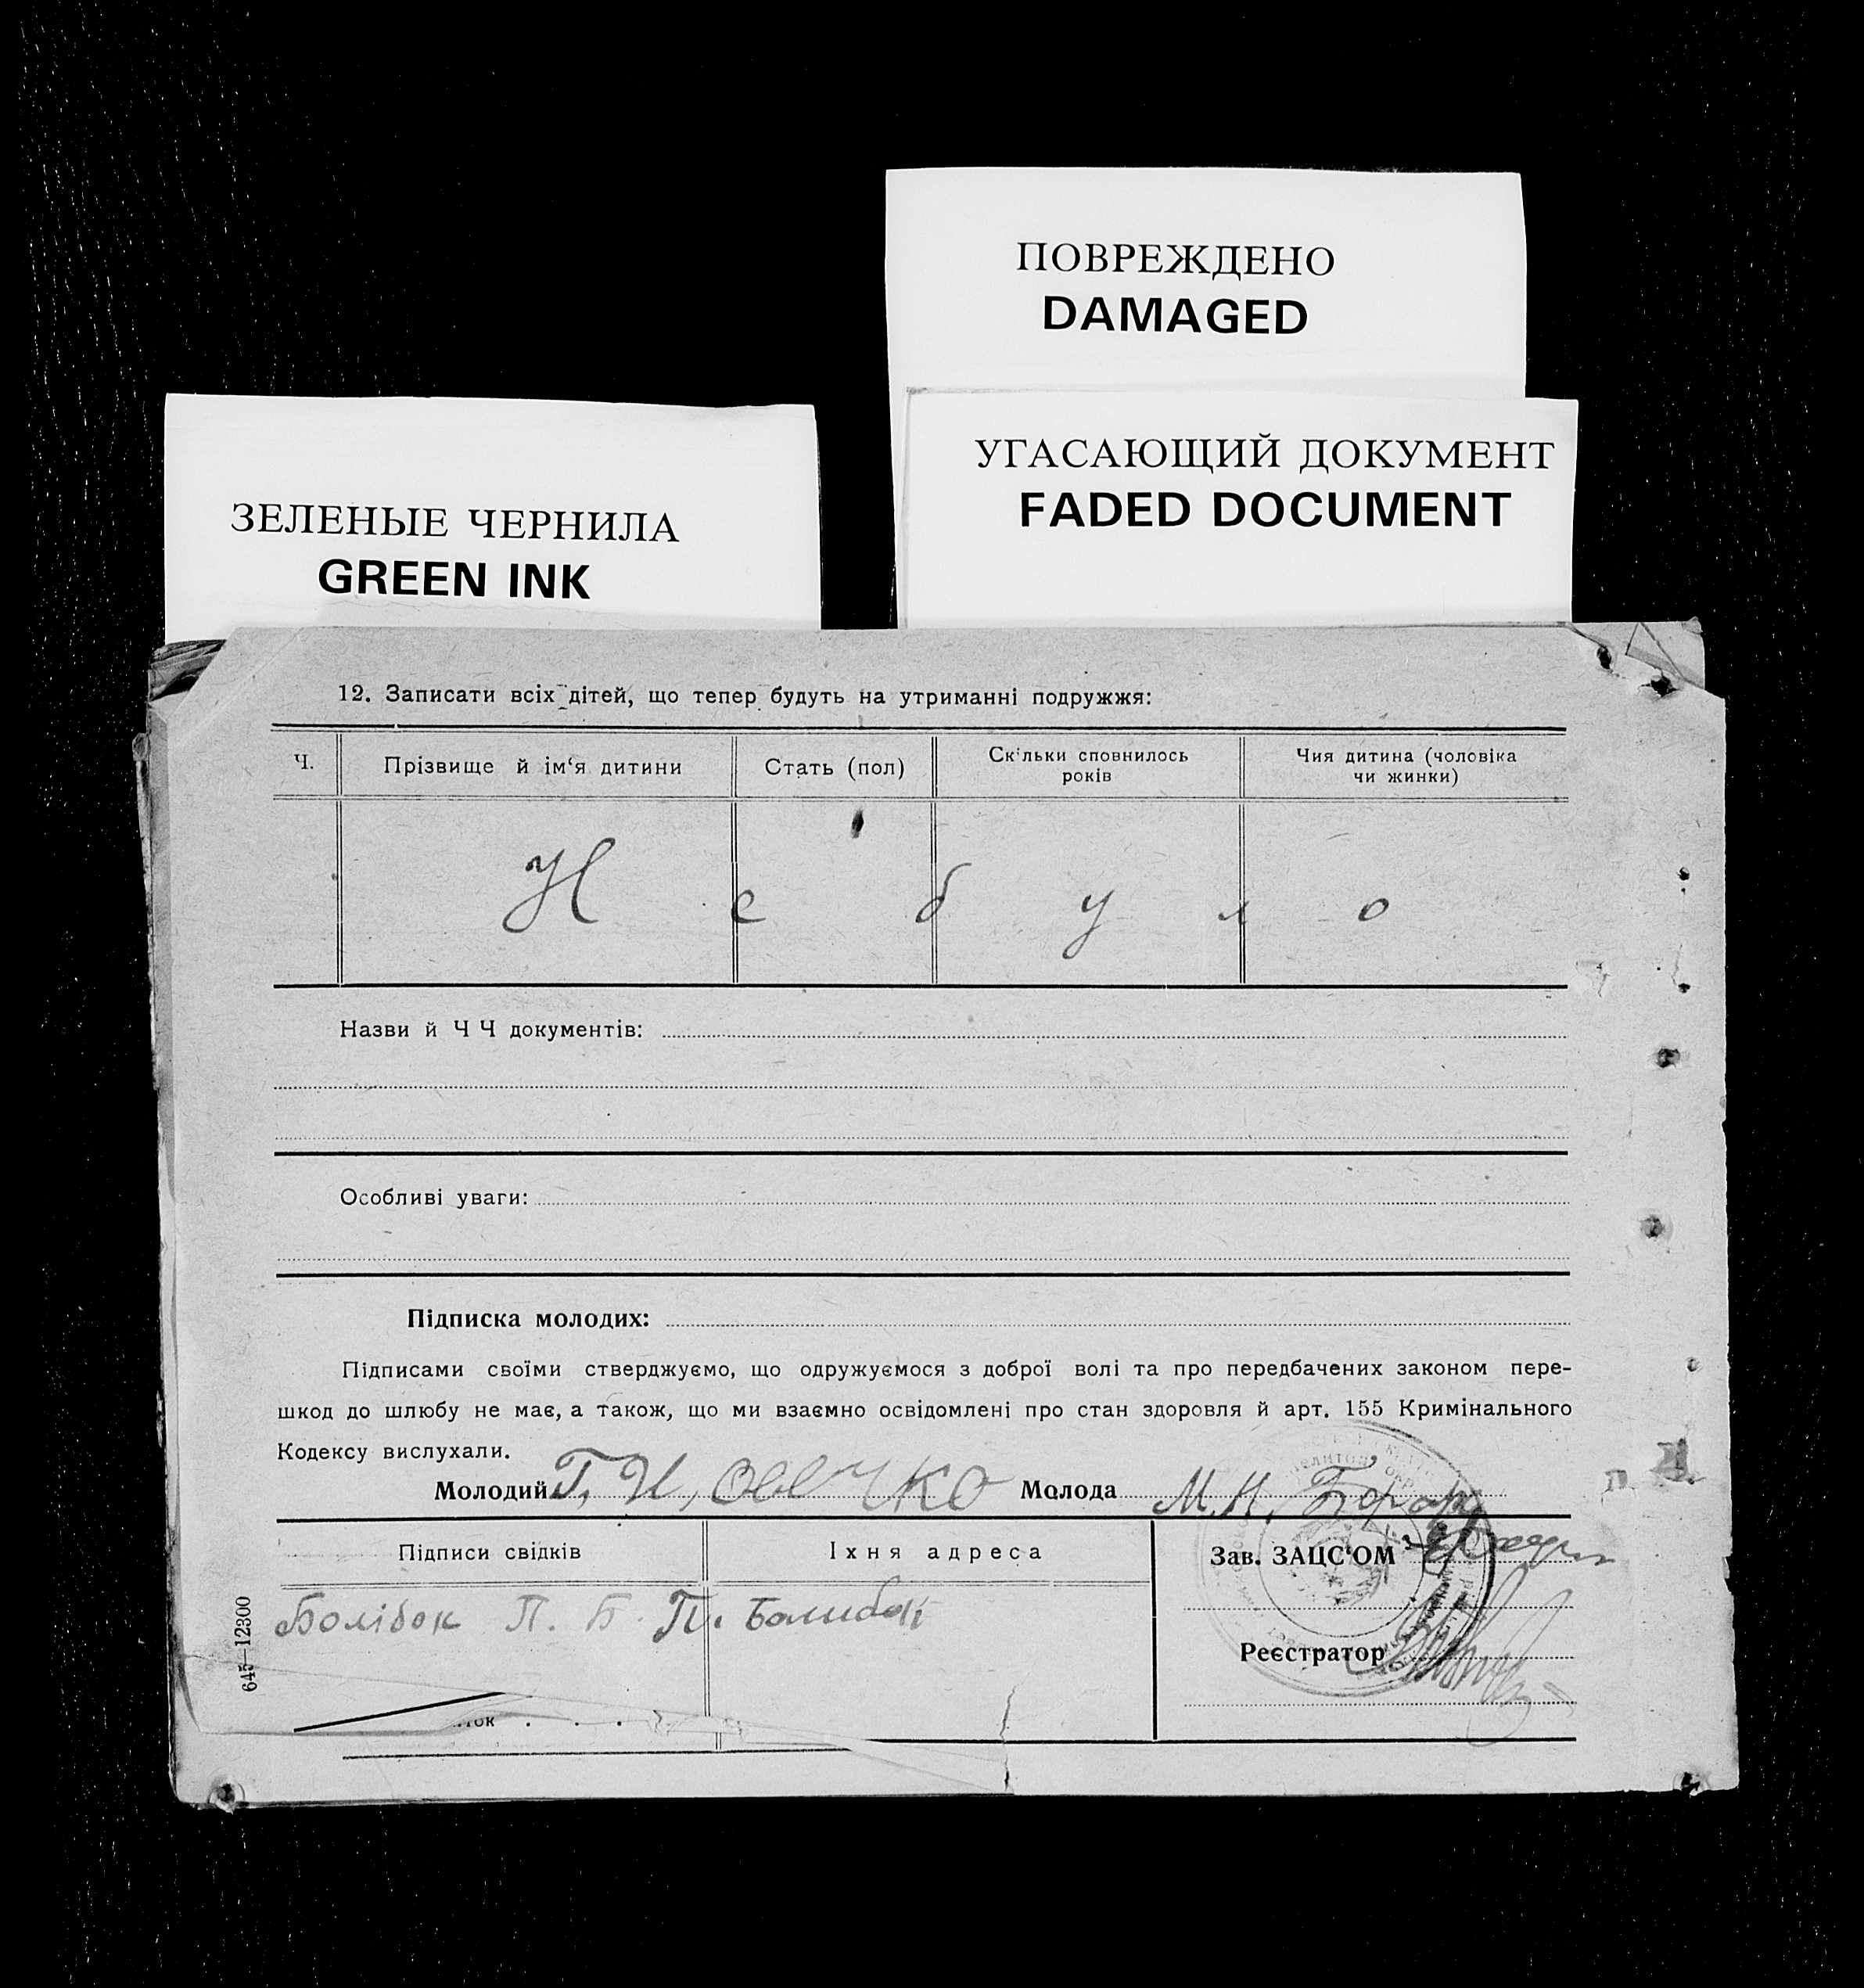 ПОВРЕЖДЕНО
DAMAGED
УГАСАЮЩИЙ ДОКУМЕНТ
FADED DOCUMENT
ЗЕЛЕНЫЕ ЧЕРНИЛА
GREEN INK
12. Записати всіх дітей, що тепер будуть на утриманні подружжя:
Ч.
Прізвище й ім‘я дитини
Стать (пол)
Скільки сповнилось
років
Чия дитина (чоловіка
чи жинки)
Не було
Назви й Ч Ч документів:
Особливі уваги:
Підписка молодих:
Підписами своїми стверджуємо, що одружуємося з доброї волі та про передбачених законом пере-
шкод до шлюбу не має, а також, що ми взаємно освідомлені про стан здоровля й арт. 155 Кримінального
Кодексу вислухали.
Молодий Г. И. Молода М. Н.
Підписи свідків
Їхня адреса
Зав. ЗАЦС‘ОМ
Болібок П. Б. П. Болибок
Реєстратор
645—12300